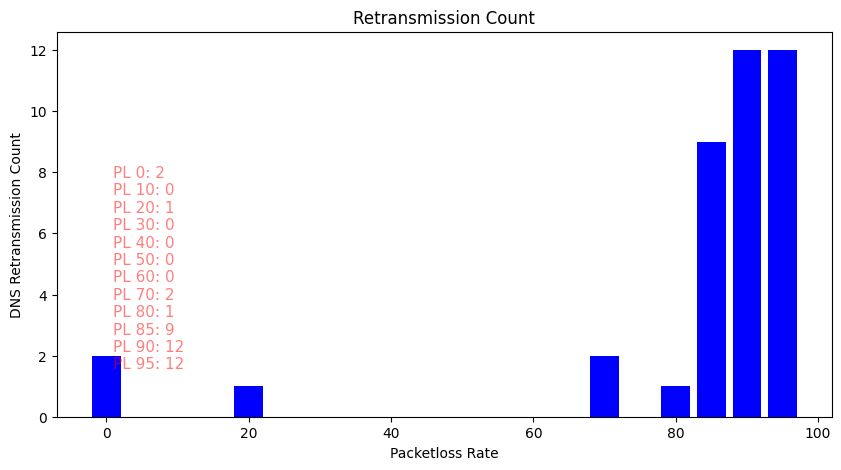 Retransmission Count
12
10
8
6
4
2
0
DNS Retransmission Count
PL 0: 2
PL 10: 0
PL 20: 1
PL 30: 0
PL 40: 0
PL 50: 0
PL 60: 0
PL 70: 2
PL 80: 1
PL 85: 9
PL 90: 12
PL 95: 12
0 20 40 60 80 100
Packetloss Rate